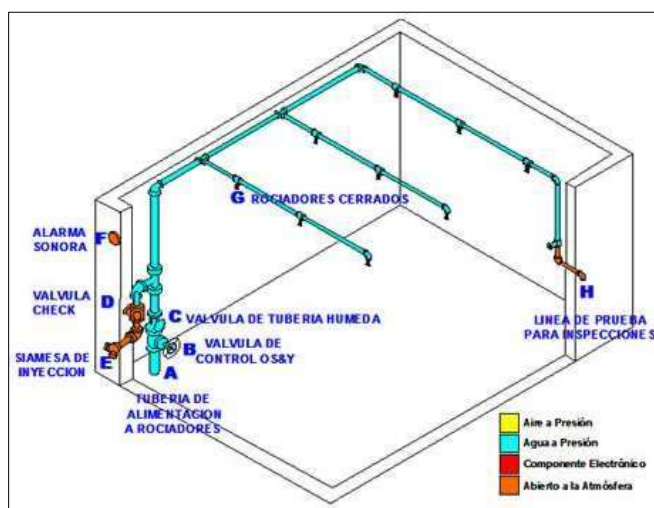 G ROCIADORES CERRADOS
ALARMA
SONORA
F
VALVULA
CHECK
D
C VALVULA DE TUBERIA HUMEDA
SIAMESA DE
INYECCION
E
B VALVULA DE
CONTROL OS&Y
A
TUBERIA DE
ALIMENTACION
A ROCIADORES
H
LINEA DE PRUEBA
PARA INSPECCIONES
Aire a Presión
Agua a Presión
Componente Electrónico
Abierto a la Atmósfera